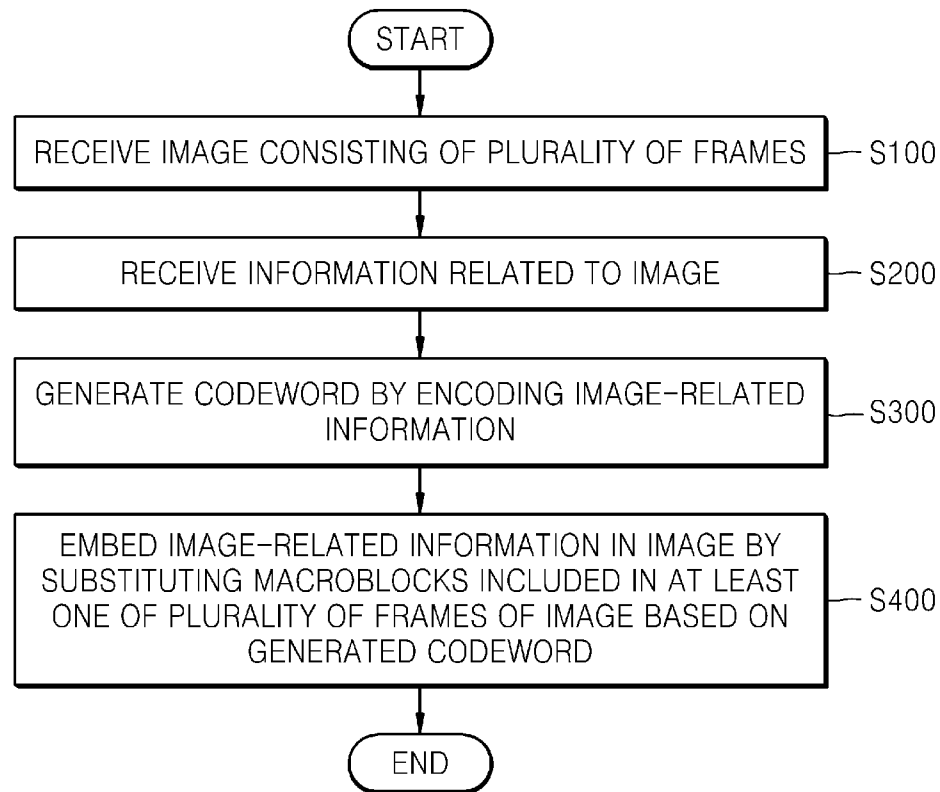 START
RECEIVE IMAGE CONSISTING OF PLURALITY OF FRAMES
S100
RECEIVE INFORMATION RELATED TO IMAGE
S200
GENERATE CODEWORD BY ENCODING IMAGE-RELATED
INFORMATION
S300
EMBED IMAGE-RELATED INFORMATION IN IMAGE BY
SUBSTITUTING MACROBLOCKS INCLUDED IN AT LEAST
ONE OF PLURALITY OF FRAMES OF IMAGE BASED ON
GENERATED CODEWORD
S400
END